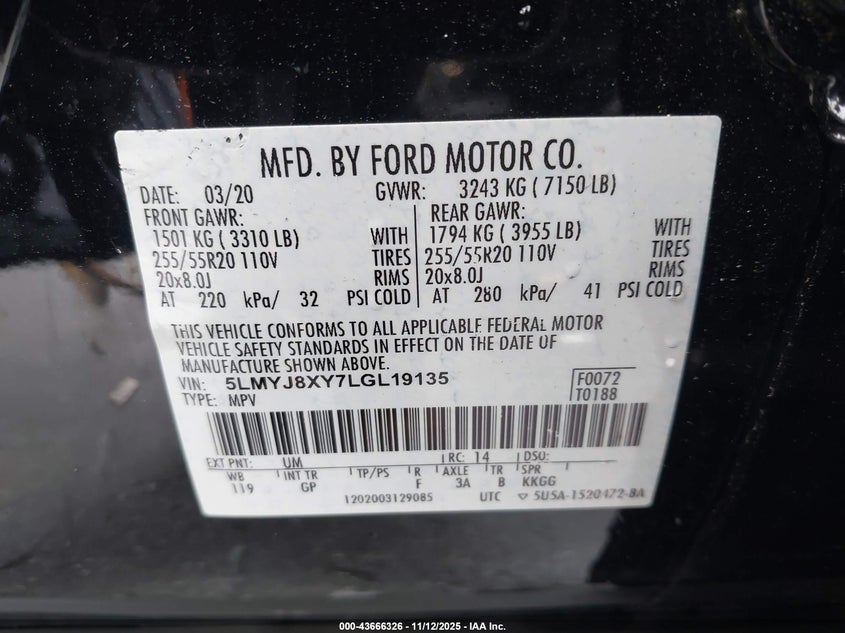 MFD. BY FORD MOTOR CO.
DATE: 03/20 GVWR: 3243 KG ( 7150 LB)
FRONT GAWR: REAR GAWR:
1501 KG ( 3310 LB) WITH 1794 KG ( 3955 LB) WITH
255/55R20 110V TIRES 255/55R20 110V TIRES
20x8.0J RIMS 20x8.0J RIMS
AT 220 kPa/ 32 PSI COLD AT 280 kPa/ 41 PSI COLD
THIS VEHICLE CONFORMS TO ALL APPLICABLE FEDERAL MOTOR
VEHICLE SAFETY STANDARDS IN EFFECT ON THE DATE OF
MANUFACTURE SHOWN ABOVE.
VIN: 5LMYJ8XY7LGL19135 F0072
TYPE: MPV T0188
EXT PNT: UM RC: 14 DSO:
WB INT TR TP/PS R AXLE TR SPR
119 GP F 3A B KKGG
1202003129085 UTC 5U5A-1520472-BA
000-43666326 - 11/12/2025 - IAA Inc.